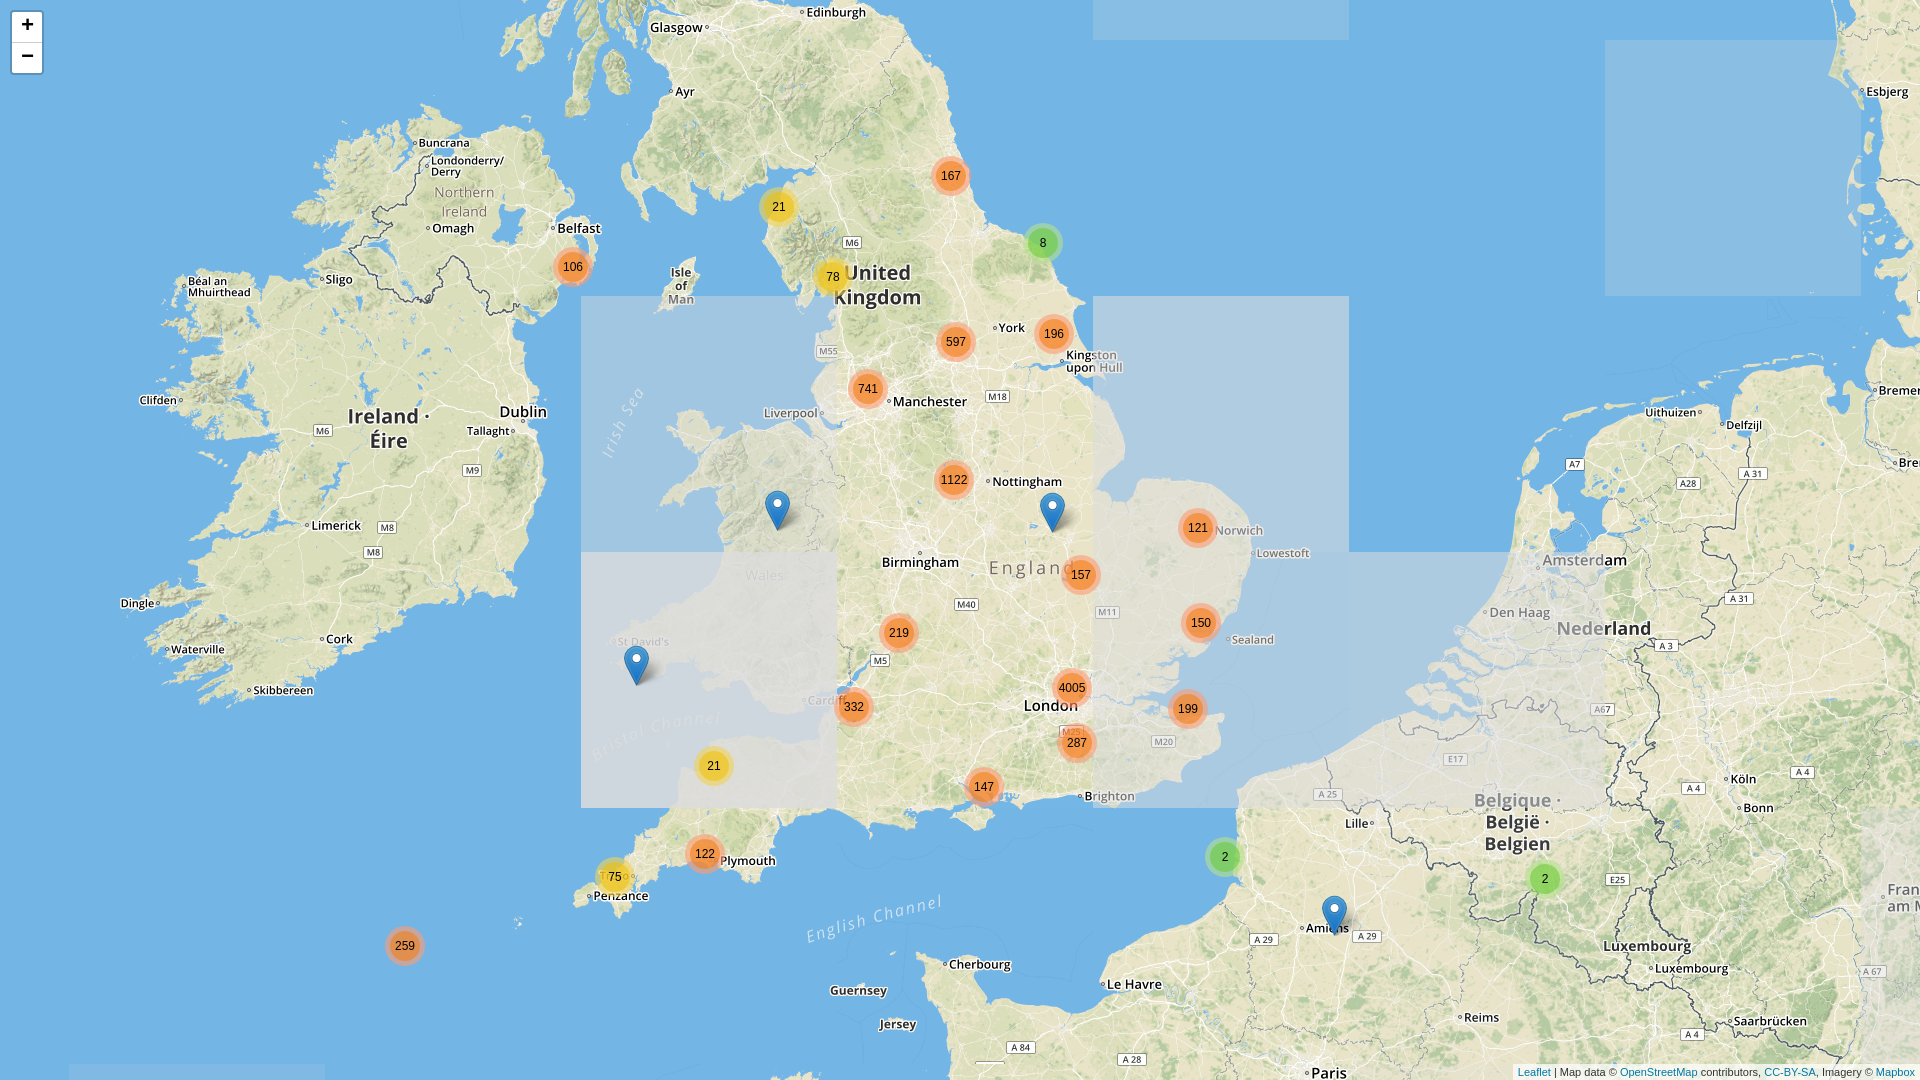 +
−
Edinburgh
Glasgow
Ayr
Esbjerg
Buncrana
Londonderry/
Derry
Northern
Ireland
Omagh
Belfast
167
21
8
M6
106
78
United
Kingdom
Isle
of
Man
Sligo
Béal an
Mhuirthead
York
196
597
M55
Kingston
upon Hull
741
Manchester
M18
Clifden
Liverpool
Dublin
Tallaght
Ireland ·
Éire
M6
M9
Irish Sea
Uithuizen
Delfzijl
Bremer
Bre
A7
A 31
A28
1122
Nottingham
Limerick
M8
M8
121
Norwich
Lowestoft
Birmingham
England
157
Wales
Amsterdam
Dingle
M40
M11
Den Haag
A 31
Nederland
150
219
Sealand
A 3
Cork
Waterville
St David's
M5
Skibbereen
4005
London
Cardiff
332
199
A67
M25
287
M20
Bristol Channel
E17
21
147
Brighton
A 25
Köln
A 4
A 4
Bonn
Belgique ·
België ·
Belgien
Lille
122
Plymouth
2
75
2
E25
Penzance
Fran
am M
English Channel
259
Amiens
A 29
A 29
Luxembourg
Luxembourg
Cherbourg
A 67
Le Havre
Guernsey
Jersey
Reims
Saarbrücken
A 4
A 84
A 28
Paris
Leaflet | Map data © OpenStreetMap contributors, CC-BY-SA, Imagery © Mapbox